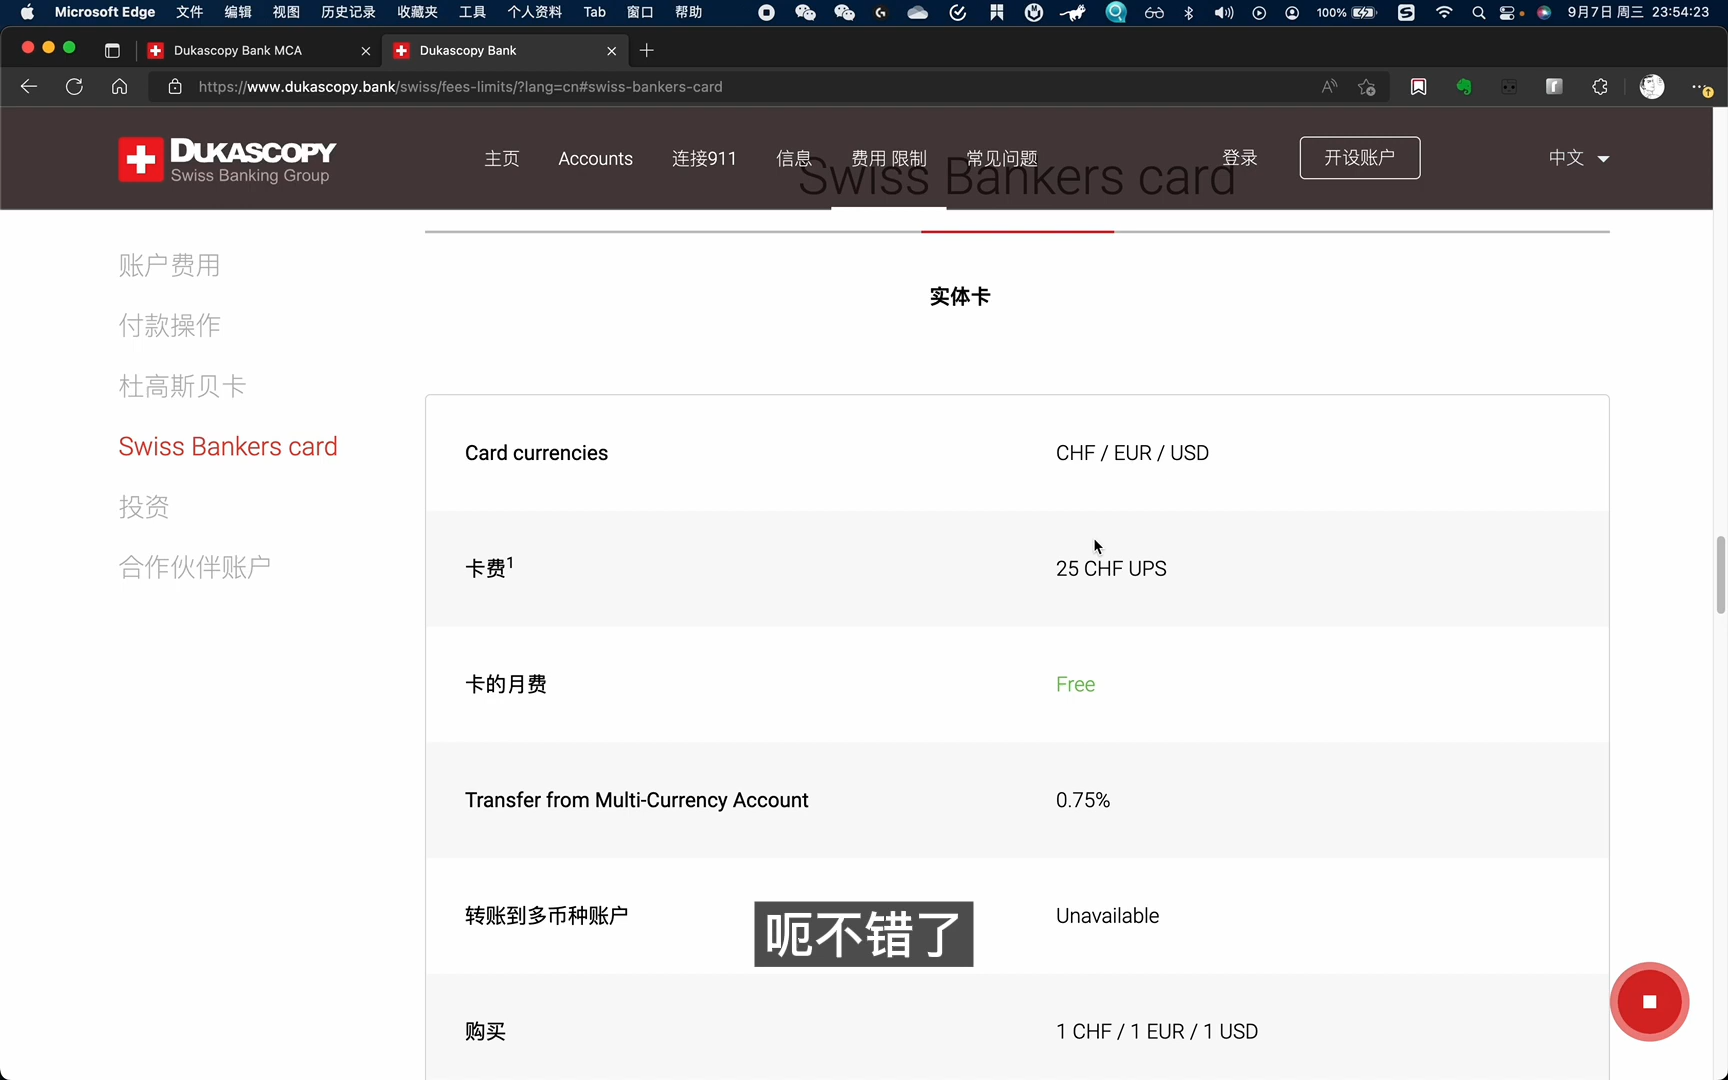 Microsoft Edge 文件 编辑 视图 历史记录 收藏夹 工具 个人资料 Tab 窗口 帮助 100% 9月7日 周三 23:54:23
Dukascopy Bank MCA
Dukascopy Bank
https://www.dukascopy.bank/swiss/fees-limits/?lang=cn#swiss-bankers-card
DUKASCOPY
Swiss Banking Group
主页 Accounts 连接911 信息 费用 限制 常见问题 登录 开设账户 中文
Swiss Bankers card
账户费用
付款操作
杜高斯贝卡
Swiss Bankers card
投资
合作伙伴账户
实体卡
Card currencies CHF / EUR / USD
卡费1 25 CHF UPS
卡的月费 Free
Transfer from Multi-Currency Account 0.75%
转账到多币种账户 Unavailable
呃不错了
购买 1 CHF / 1 EUR / 1 USD